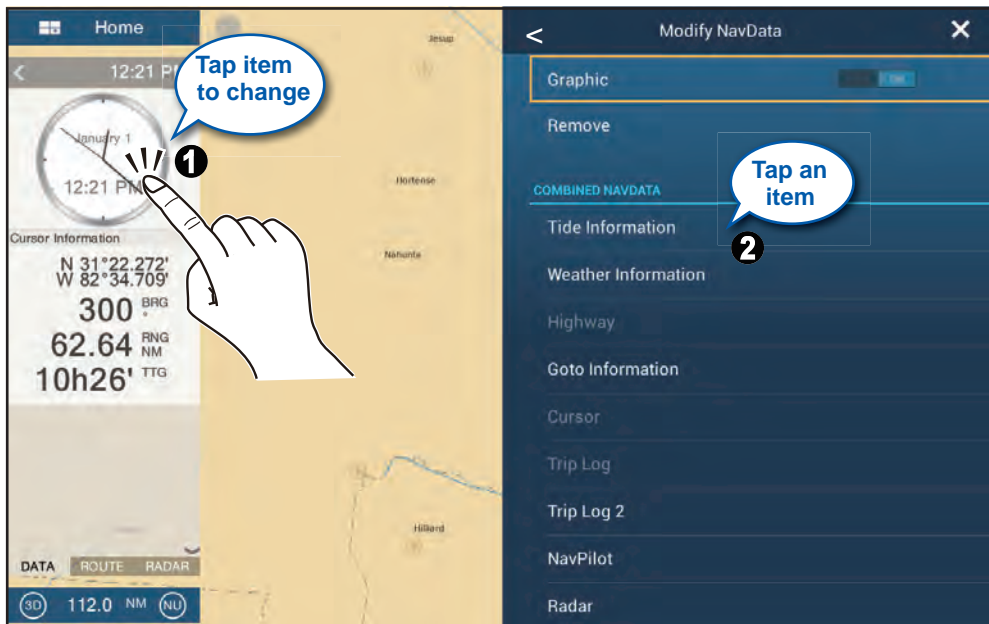 Home
12:21 P
Tap item
to change
January 1
12:21 PM
1
Cursor Information
N 31°22.272'
W 82°34.709'
300 BRG °
62.64 RNG NM
10h26' TTG
DATA ROUTE RADAR
3D 112.0 NM NU
Jesup
Hortense
Nahunta
Hilliard
< Modify NavData X
Graphic ON
Remove
Tap an
item
2
COMBINED NAVDATA
Tide Information
Weather Information
Highway
Goto Information
Cursor
Trip Log
Trip Log 2
NavPilot
Radar